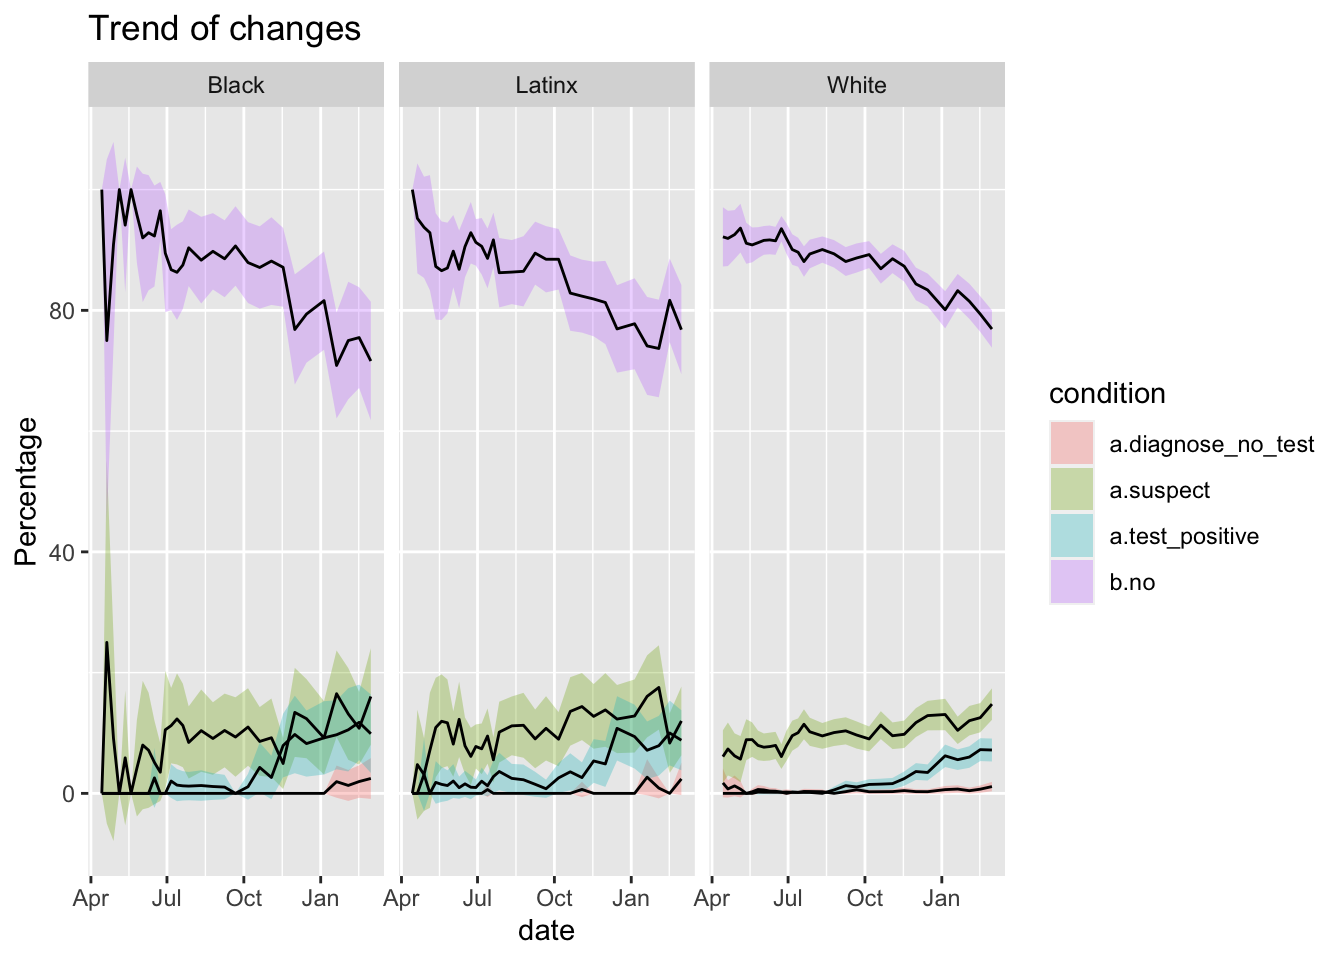 Trend of changes
Black Latinx White
Percentage
80
40
0
Apr Jul Oct Jan Apr Jul Oct Jan Apr Jul Oct Jan
date
condition
a.diagnose_no_test
a.suspect
a.test_positive
b.no